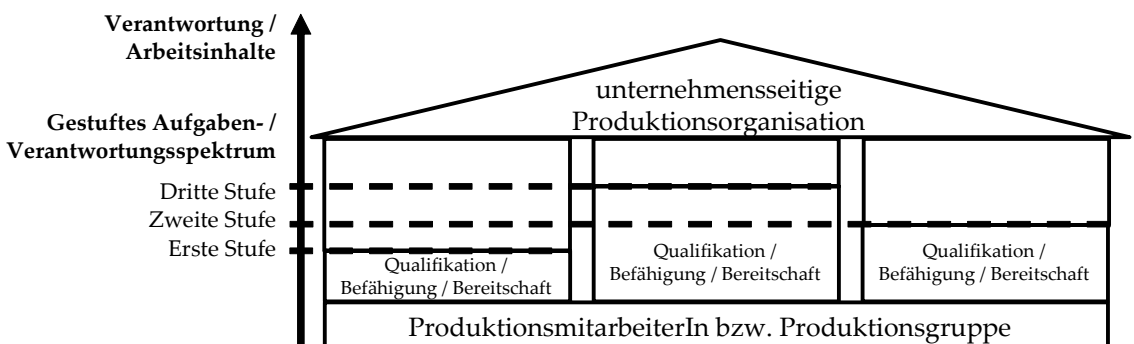 Verantwortung /
Arbeitsinhalte
unternehmensseitige
Produktionsorganisation
Gestuftes Aufgaben- /
Verantwortungsspektrum
Dritte Stufe
Zweite Stufe
Erste Stufe
Qualifikation /
Befähigung / Bereitschaft
Qualifikation /
Befähigung / Bereitschaft
Qualifikation /
Befähigung / Bereitschaft
ProduktionsmitarbeiterIn bzw. Produktionsgruppe